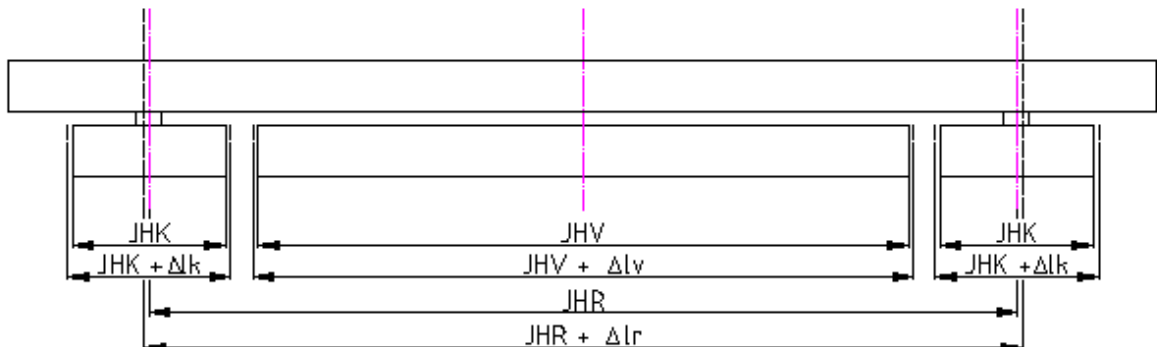 JHK JHV JHK
JHK + Δlk JHV + Δlv JHK + Δlk
JHR
JHR + Δlr